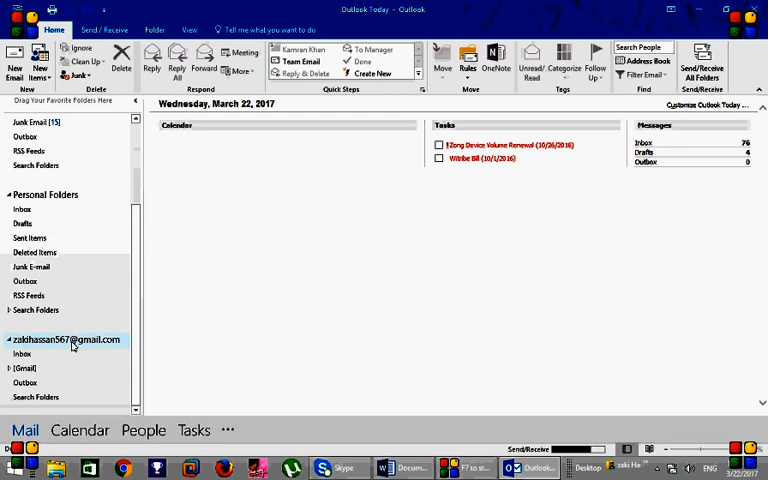 Outlook Today - Outlook
Home
Send / Receive
Folder
View
Tell me what you want to do
New Email
New Items
Ignore
Clean Up
Junk
Delete
Reply
Reply All
Forward
Meeting
More
Kamran Khan
Team Email
Reply & Delete
To Manager
Done
Create New
Move
Rules
OneNote
Unread/ Read
Categorize
Follow Up
Search People
Address Book
Filter Email
Send/Receive All Folders
Delete
Respond
Quick Steps
Move
Tags
Find
Send/Receive
Drag Your Favorite Folders Here
Junk Email [15]
Outbox
RSS Feeds
Search Folders
Personal Folders
Inbox
Drafts
Sent Items
Deleted Items
Junk E-mail
Outbox
RSS Feeds
Search Folders
zakihassan567@gmail.com
Inbox
[Gmail]
Outbox
Search Folders
Wednesday, March 22, 2017
Customize Outlook Today ...
Calendar
Tasks
!Zong Device Volume Renewal (10/26/2016)
Witribe Bill (10/1/2016)
Messages
Inbox 76
Drafts 4
Outbox 0
Mail Calendar People Tasks ...
Send/Receive
Skype
Docum...
F7 to st...
Outlook...
Desktop
zaki Ha
ENG
3/22/2017